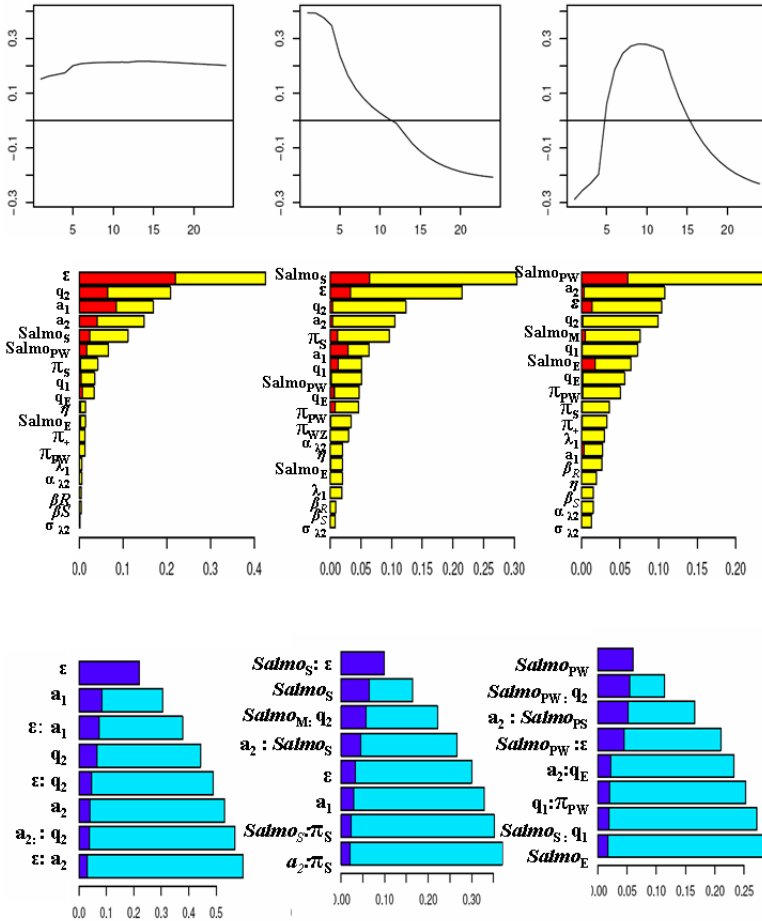 0.3
0.1
−0.1
−0.3
5 10 15 20
0.3
0.1
−0.1
−0.3
5 10 15 20
0.3
0.1
−0.1
−0.3
5 10 15 20
ε
q2
a1
a2
SalmoS
SalmoPW
πS
q1
qE
η
SalmoE
π+
πPW
λ1
α λ2
βR
βS
σ λ2
0.0 0.1 0.2 0.3 0.4
SalmoS
ε
q2
a2
πS
a1
q1
SalmoPW
qE
πPW
πWZ
α λ2
η
SalmoE
λ1
βR
βS
σ λ2
0.00 0.05 0.10 0.15 0.20 0.25 0.30
SalmoPW
a2
ε
q2
SalmoM
q1
SalmoE
qE
πPW
πS
π+
λ1
a1
βR
η
βS
α λ2
σ λ2
0.00 0.05 0.10 0.15 0.20
ε
a1
ε: a1
q2
ε: q2
a2
a2: : q2
ε: a2
0.0 0.1 0.2 0.3 0.4 0.5
SalmoS: ε
SalmoS
SalmoM: q2
a2 : SalmoS
ε
a1
SalmoS:πS
a2:πS
0.00 0.10 0.20 0.30
SalmoPW
SalmoPW: q2
a2 : SalmoPS
SalmoPW :ε
a2:qE
q1:πPW
SalmoS: q1
SalmoE
0.00 0.05 0.10 0.15 0.20 0.25